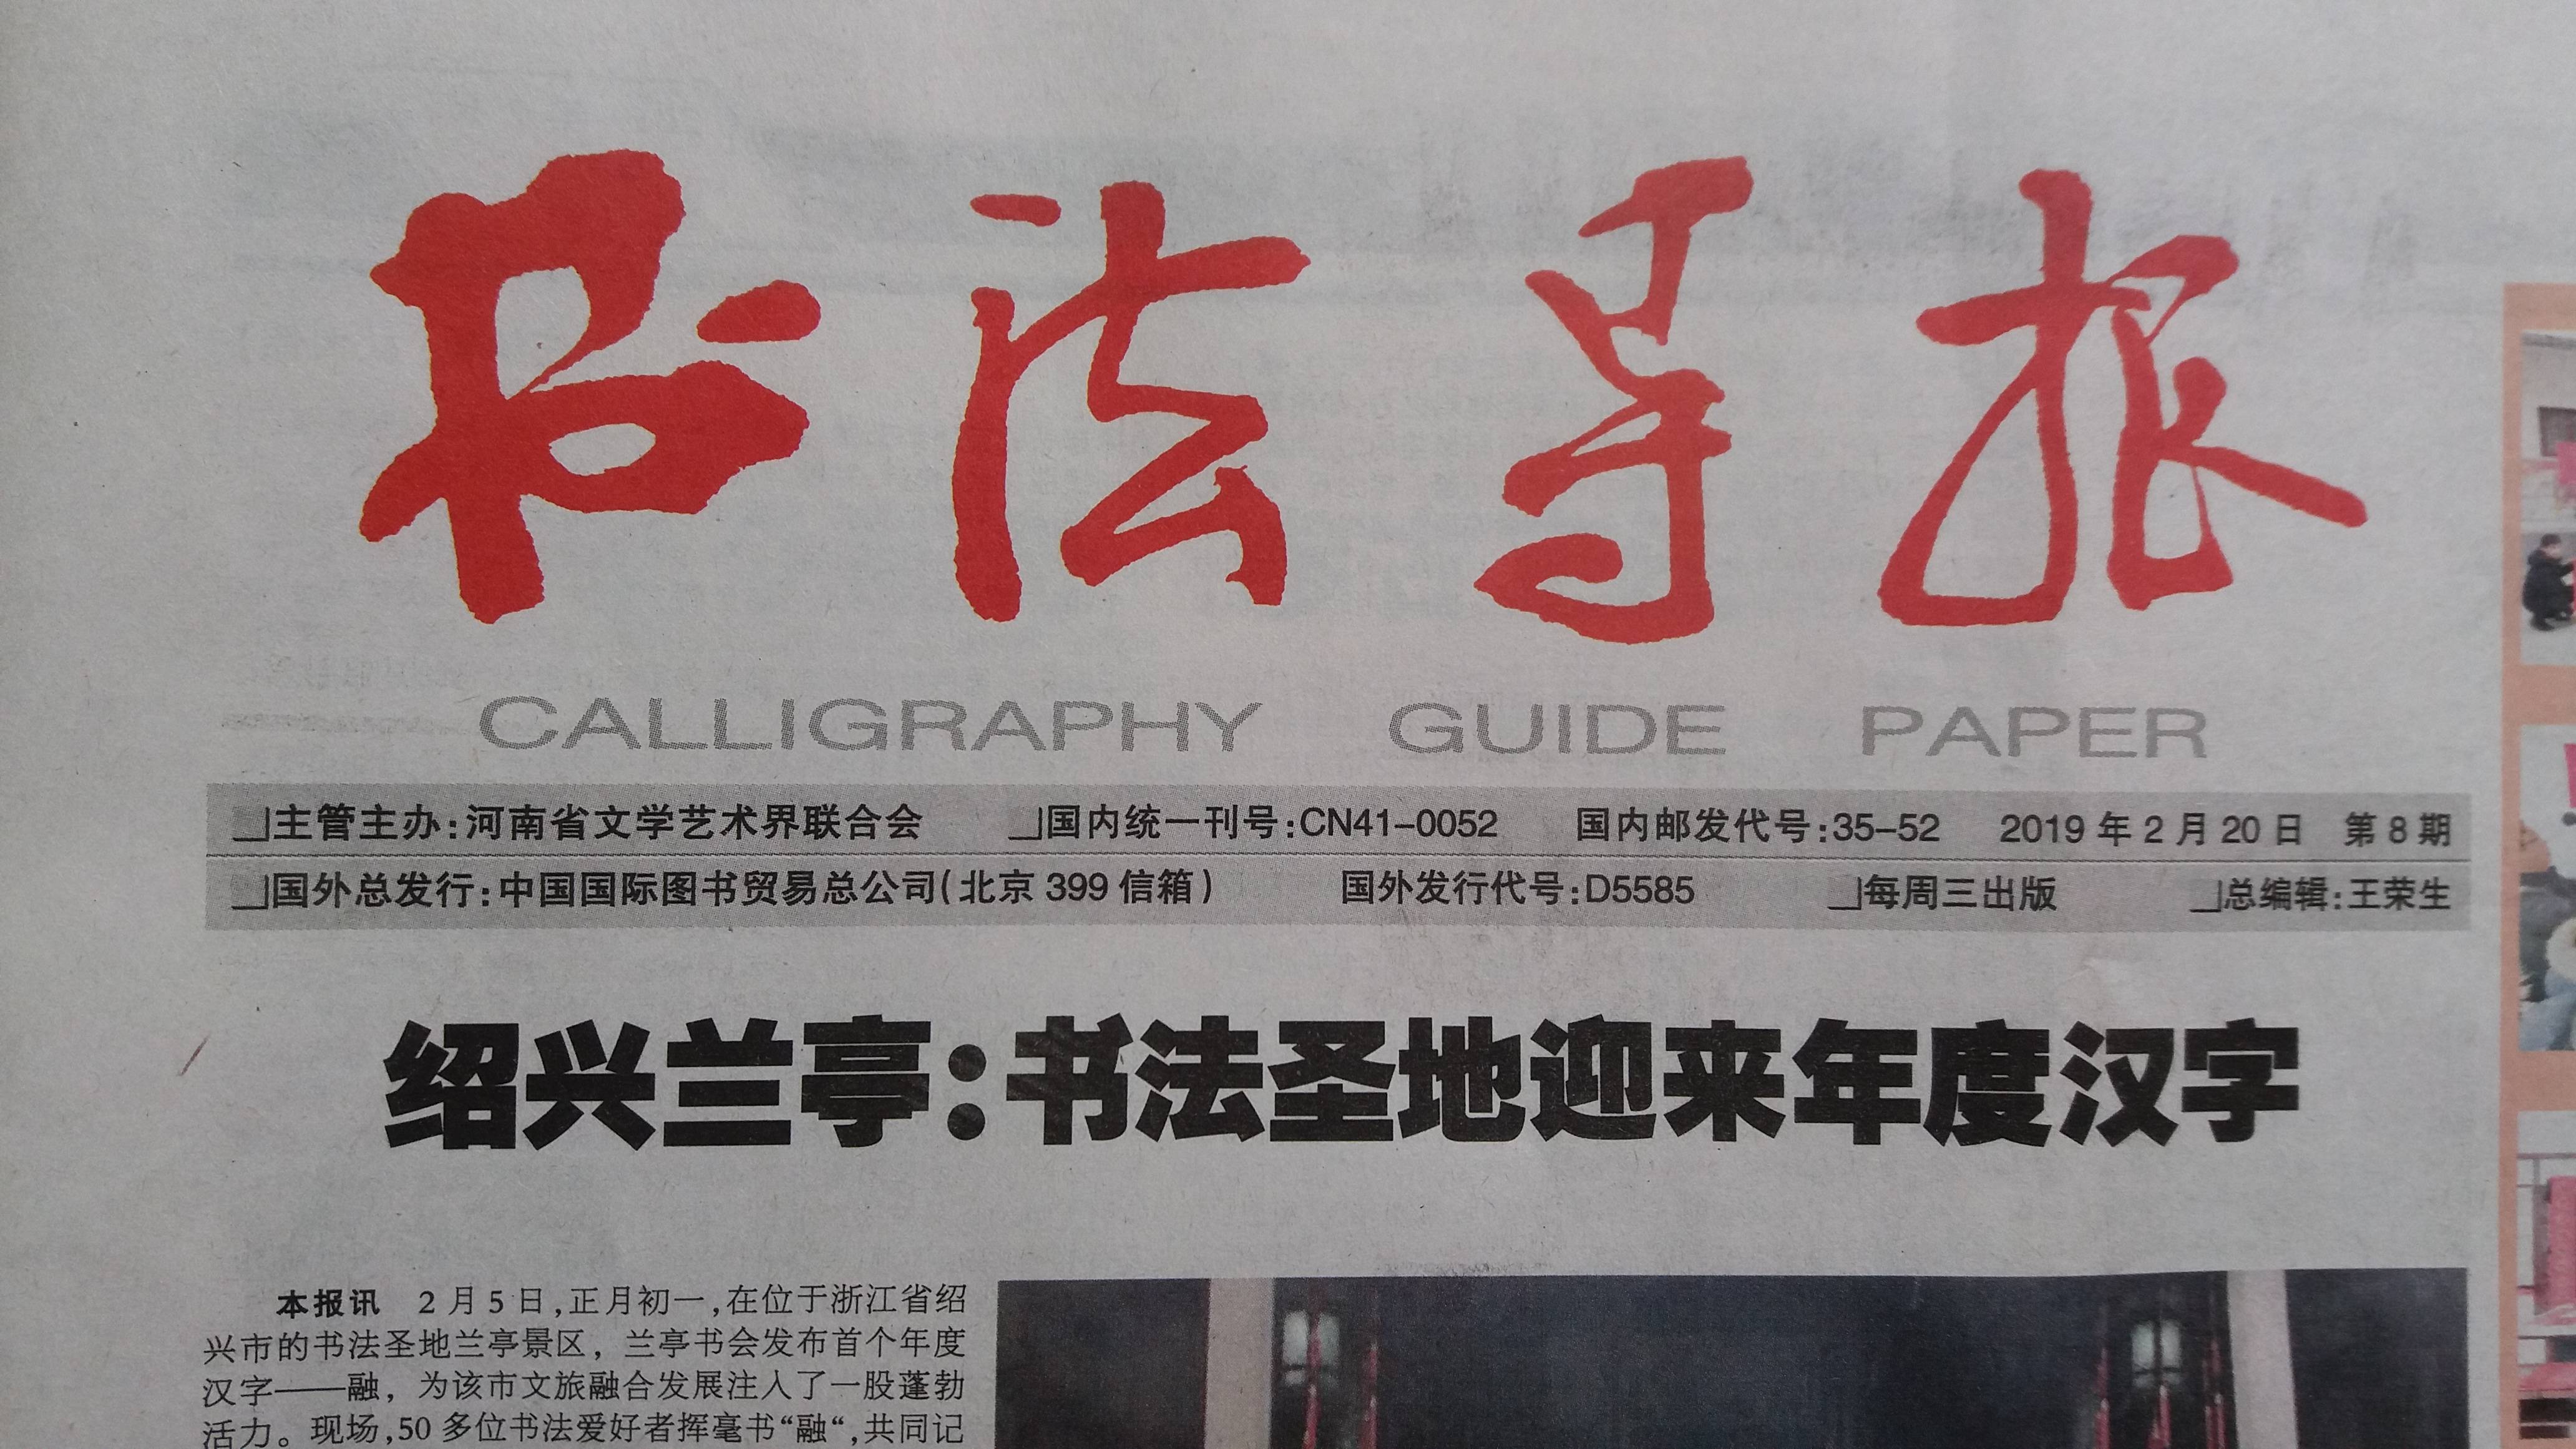 书法导报
CALLIGRAPHY GUIDE PAPER
主管主办:河南省文学艺术界联合会 国内统一刊号:CN41-0052 国内邮发代号:35-52 2019年2月20日 第8期
国外总发行:中国国际图书贸易总公司(北京399信箱) 国外发行代号:D5585 每周三出版 总编辑:王荣生
绍兴兰亭:书法圣地迎来年度汉字
本报讯 2月5日,正月初一,在位于浙江省绍
兴市的书法圣地兰亭景区,兰亭书会发布首个年度
汉字——融,为该市文旅融合发展注入了一股蓬勃
活力。现场,50多位书法爱好者挥毫书“融“,共同记